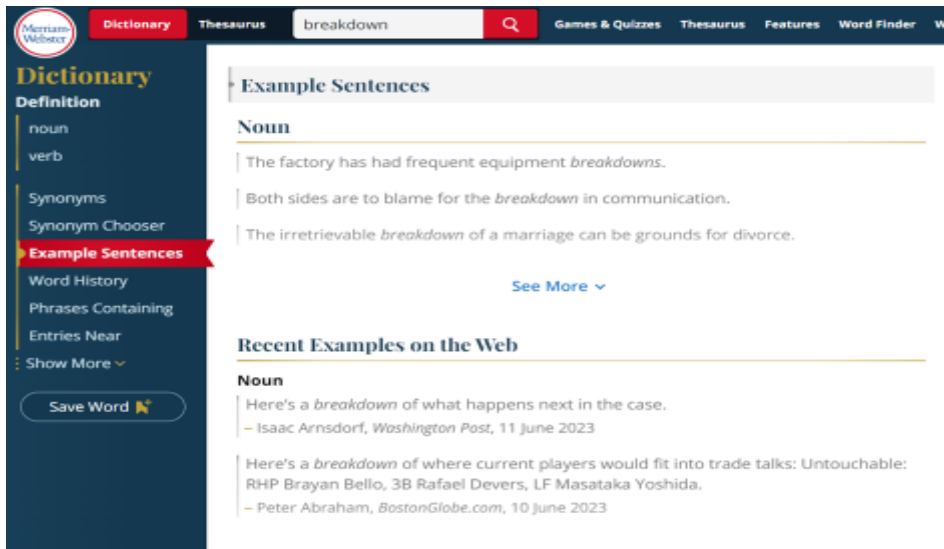 Merriam-
Webster
Dictionary
Thesaurus
breakdown
Games & Quizzes
Thesaurus
Features
Word Finder
W
Dictionary
Definition
noun
verb
Synonyms
Synonym Chooser
Example Sentences
Word History
Phrases Containing
Entries Near
Show More
Save Word
Example Sentences
Noun
The factory has had frequent equipment breakdowns.
Both sides are to blame for the breakdown in communication.
The irretrievable breakdown of a marriage can be grounds for divorce.
See More
Recent Examples on the Web
Noun
Here's a breakdown of what happens next in the case.
– Isaac Arnsdorf, Washington Post, 11 June 2023
Here's a breakdown of where current players would fit into trade talks: Untouchable:
RHP Brayan Bello, 3B Rafael Devers, LF Masataka Yoshida.
– Peter Abraham, BostonGlobe.com, 10 June 2023